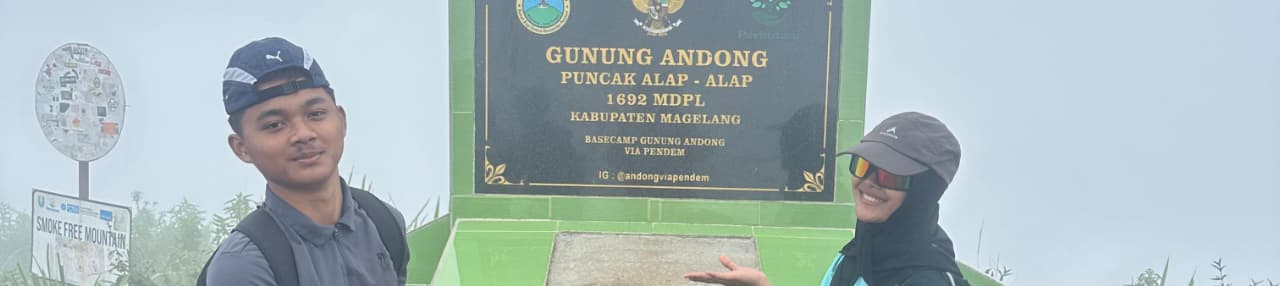 Perhutani
GUNUNG ANDONG
PUNCAK ALAP - ALAP
1692 MDPL
KABUPATEN MAGELANG
BASECAMP GUNUNG ANDONG
VIA PENDEM
IG : @andongviapendem
SMOKE FREE MOUNTAIN